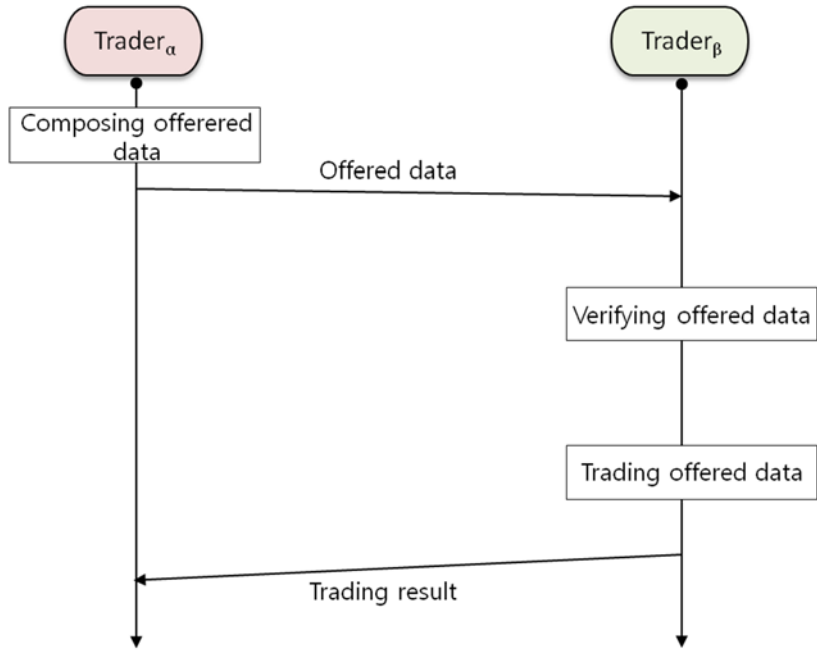 Traderα
Traderβ
Composing offerered
data
Offered data
Verifying offered data
Trading offered data
Trading result